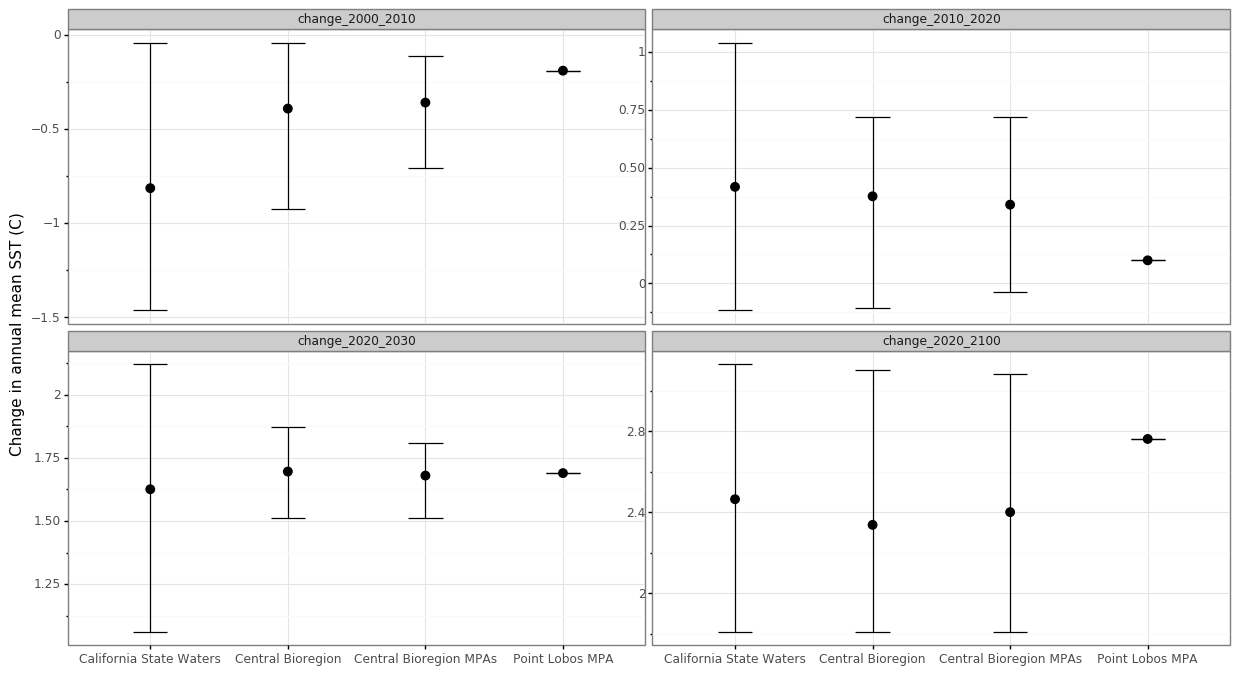 Change in annual mean SST (C)
change_2000_2010
0
−0.5
−1
−1.5
change_2010_2020
1
0.75
0.50
0.25
0
change_2020_2030
2
1.75
1.50
1.25
California State Waters Central Bioregion Central Bioregion MPAs Point Lobos MPA
change_2020_2100
2.8
2.4
2
California State Waters Central Bioregion Central Bioregion MPAs Point Lobos MPA